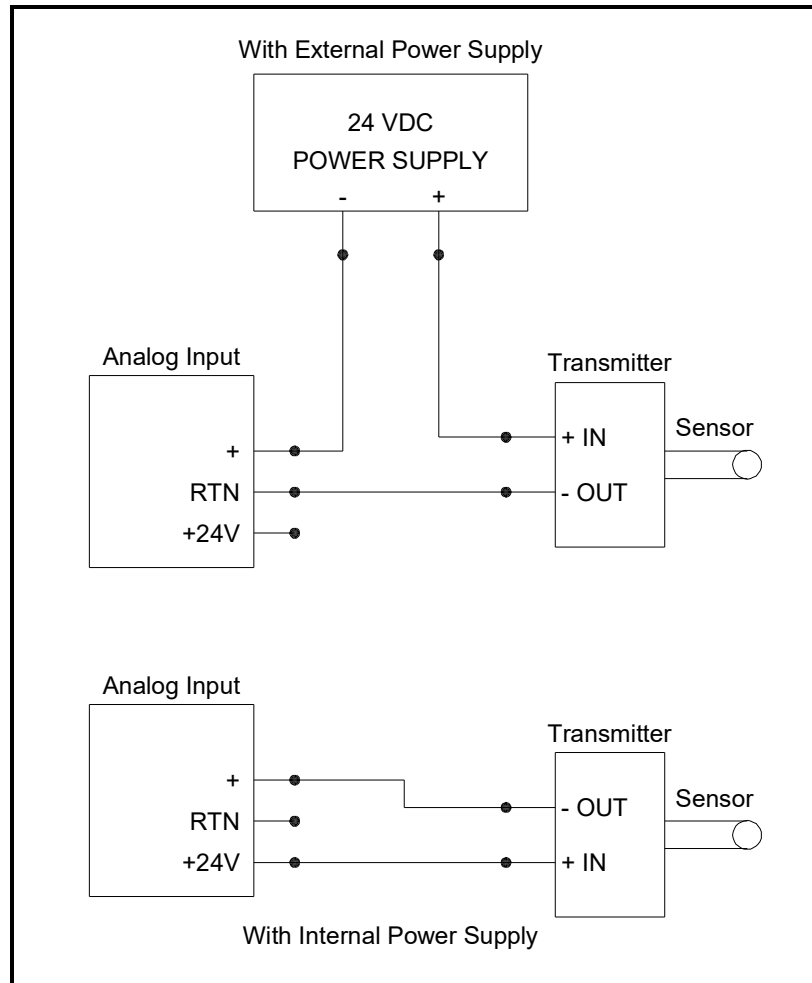 With External Power Supply
24 VDC
POWER SUPPLY
- +
Analog Input
+
RTN
+24V
Transmitter
+ IN
- OUT
Sensor
Analog Input
+
RTN
+24V
Transmitter
- OUT
+ IN
Sensor
With Internal Power Supply